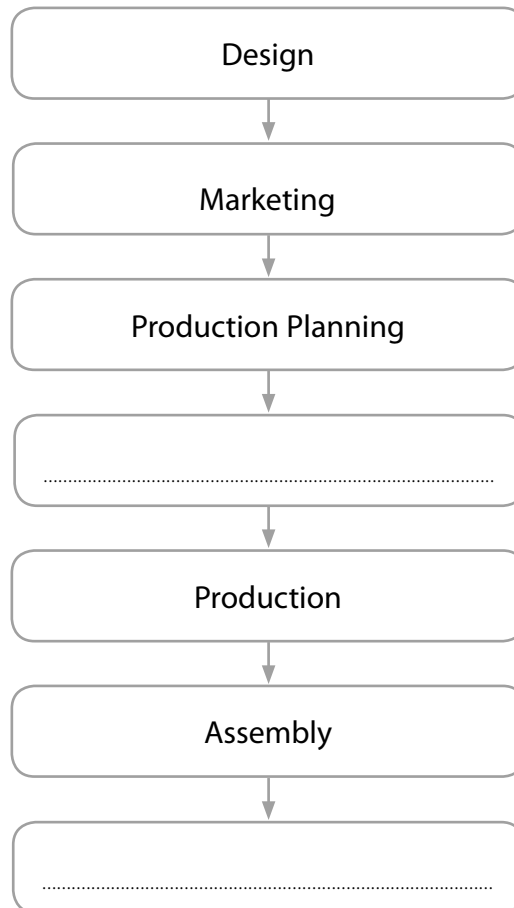 Design
Marketing
Production Planning
Production
Assembly